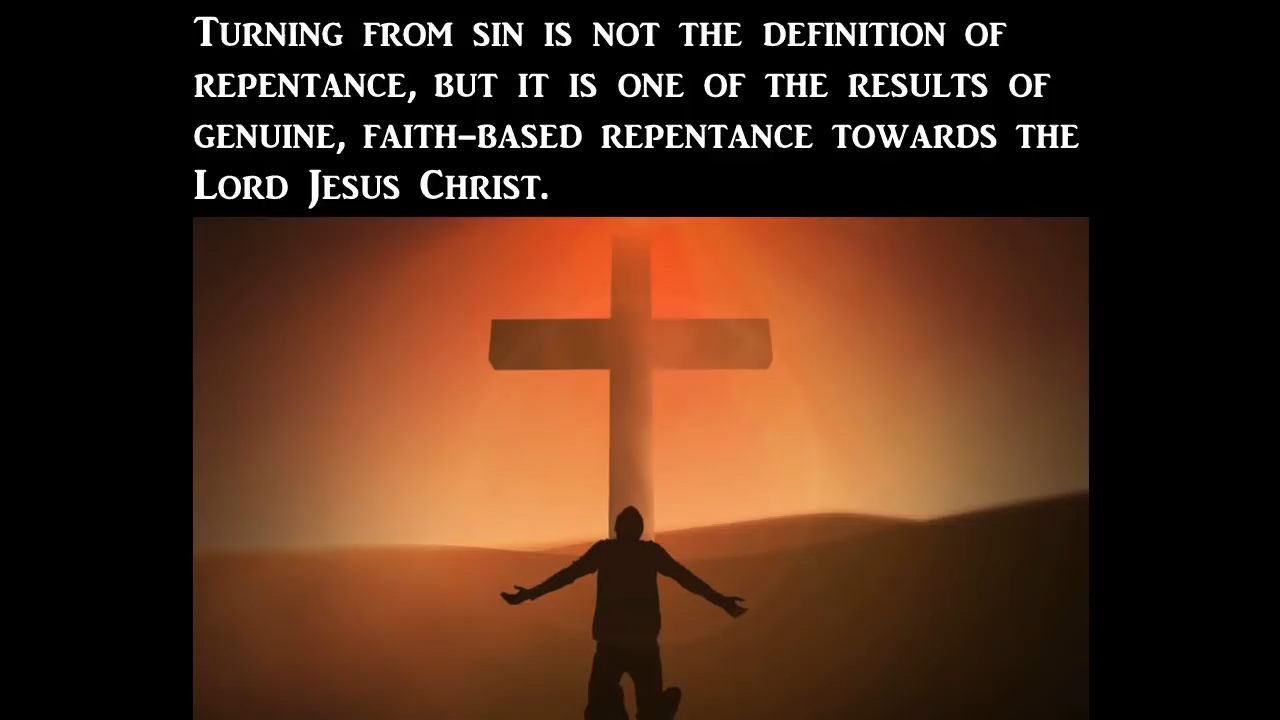 Turning from sin is not the definition of
repentance, but it is one of the results of
genuine, faith-based repentance towards the
Lord Jesus Christ.